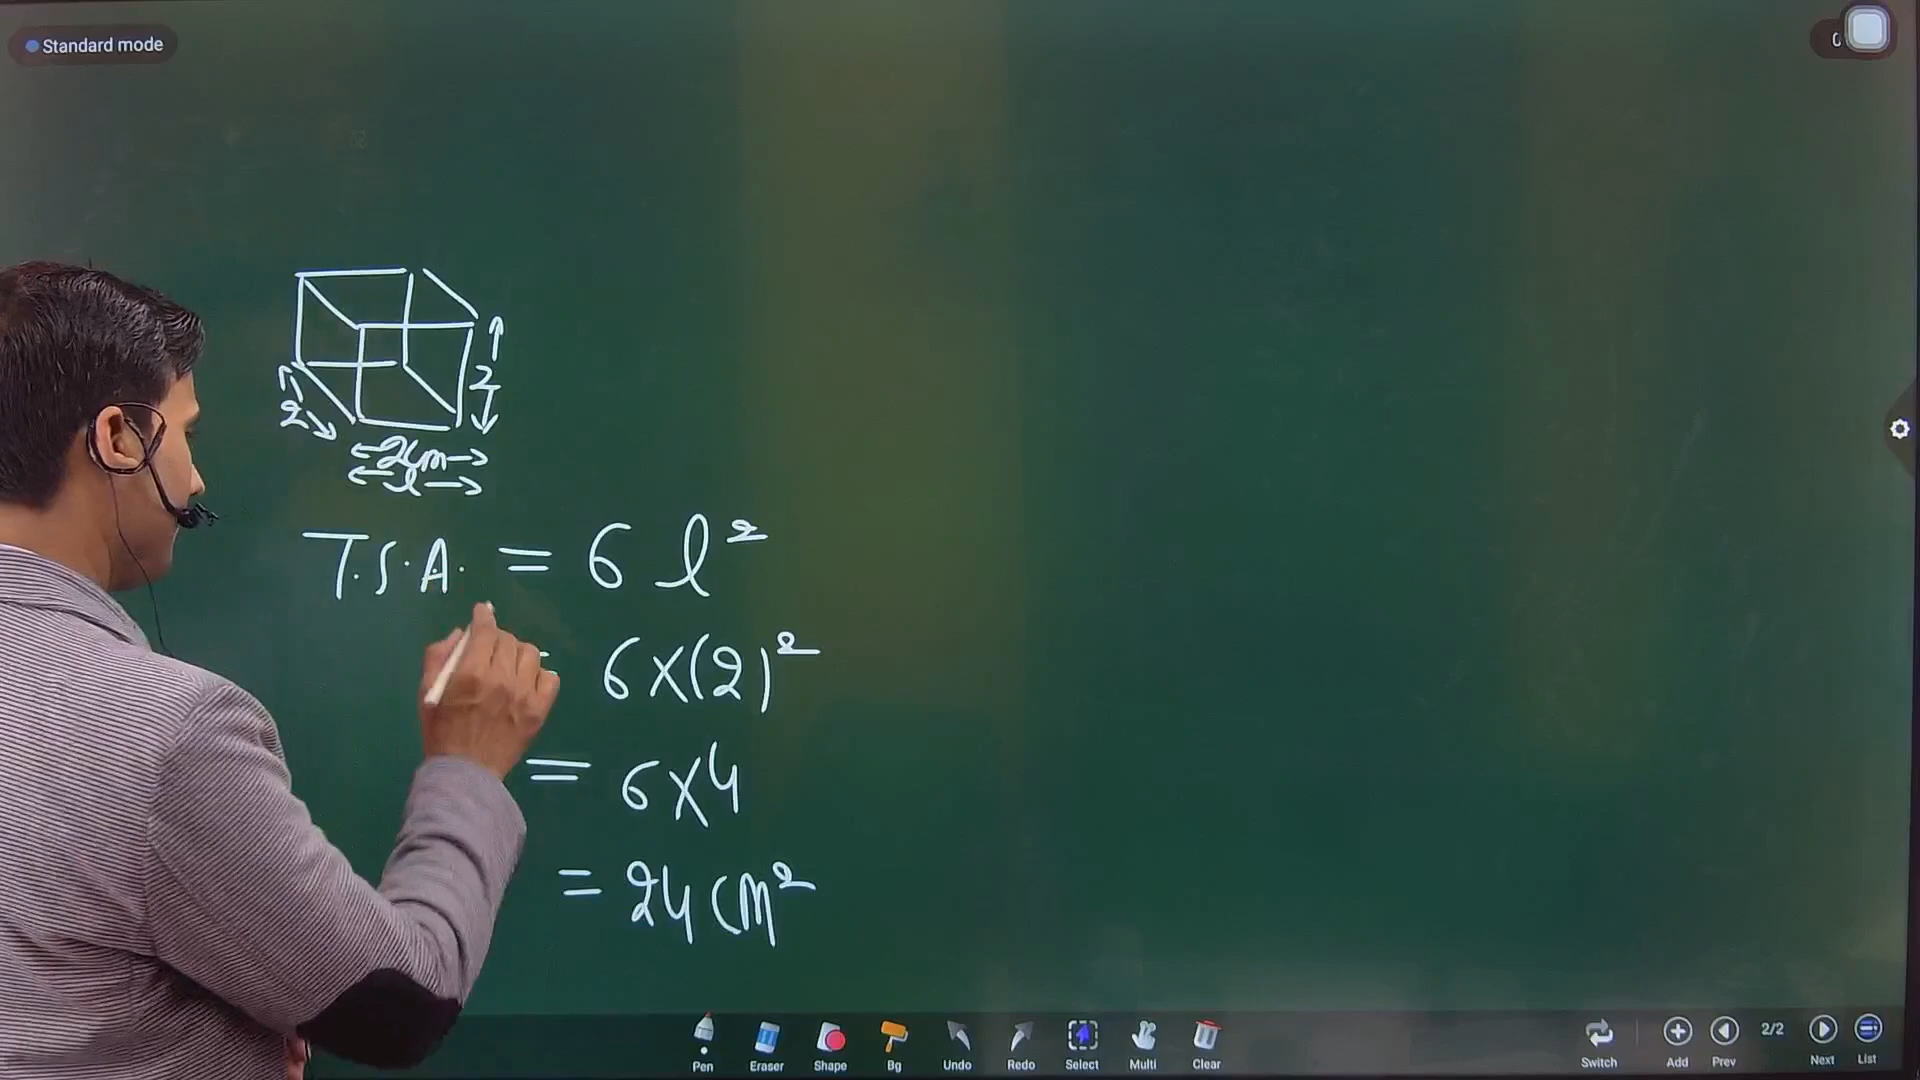 Standard mode
0
2
2
2cm
l
T.S.A. = 6 l²
= 6×(2)²
= 6×4
= 24 cm²
Pen Eraser Shape Bg Undo Redo Select Multi Clear Switch Add Prev 2/2 Next List